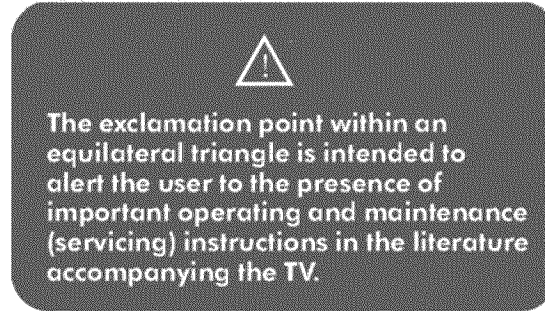 The exclamation point within an
equilateral triangle is intended to
alert the user to the presence of
important operating and maintenance
(servicing) instructions in the literature
accompanying the TV.